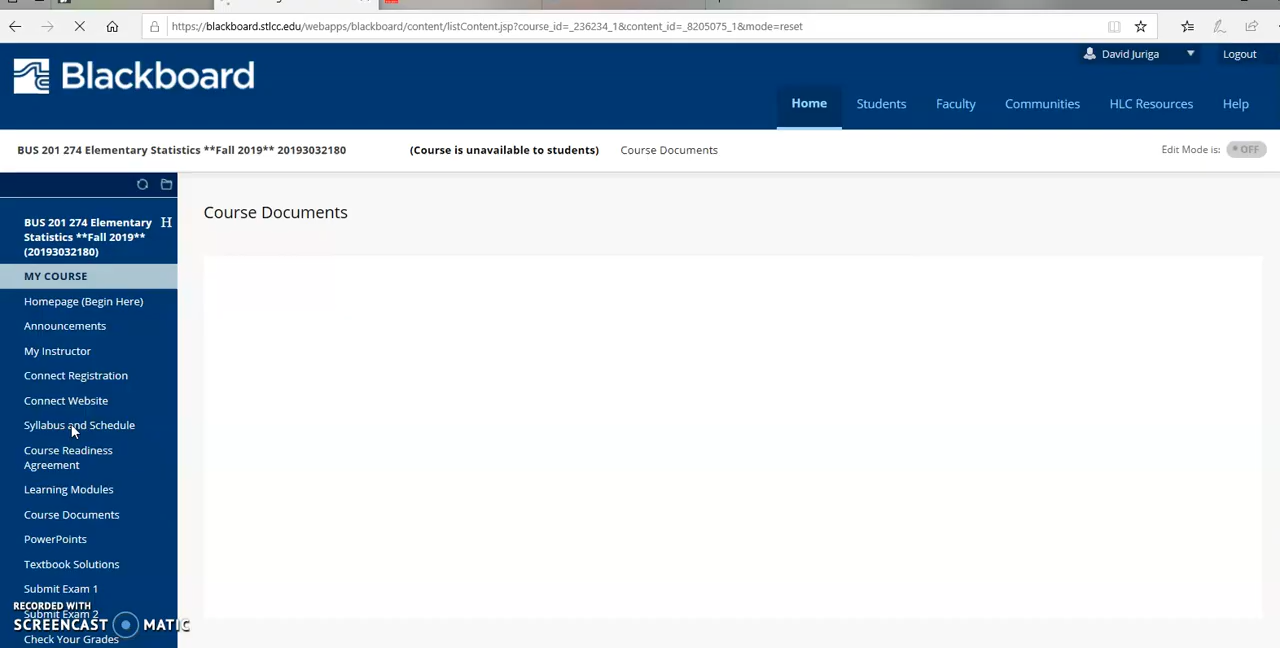 https://blackboard.stlcc.edu/webapps/blackboard/content/listContent.jsp?course_id=_236234_1&content_id=_8205075_1&mode=reset
David Juriga
Logout
Blackboard
Home
Students
Faculty
Communities
HLC Resources
Help
BUS 201 274 Elementary Statistics **Fall 2019** 20193032180
(Course is unavailable to students)
Course Documents
Edit Mode is:
OFF
BUS 201 274 Elementary
Statistics **Fall 2019**
(20193032180)
H
MY COURSE
Homepage (Begin Here)
Announcements
My Instructor
Connect Registration
Connect Website
Syllabus and Schedule
Course Readiness
Agreement
Learning Modules
Course Documents
PowerPoints
Textbook Solutions
Submit Exam 1
Submit Exam 2
Check Your Grades
Course Documents
RECORDED WITH
SCREENCAST MATIC